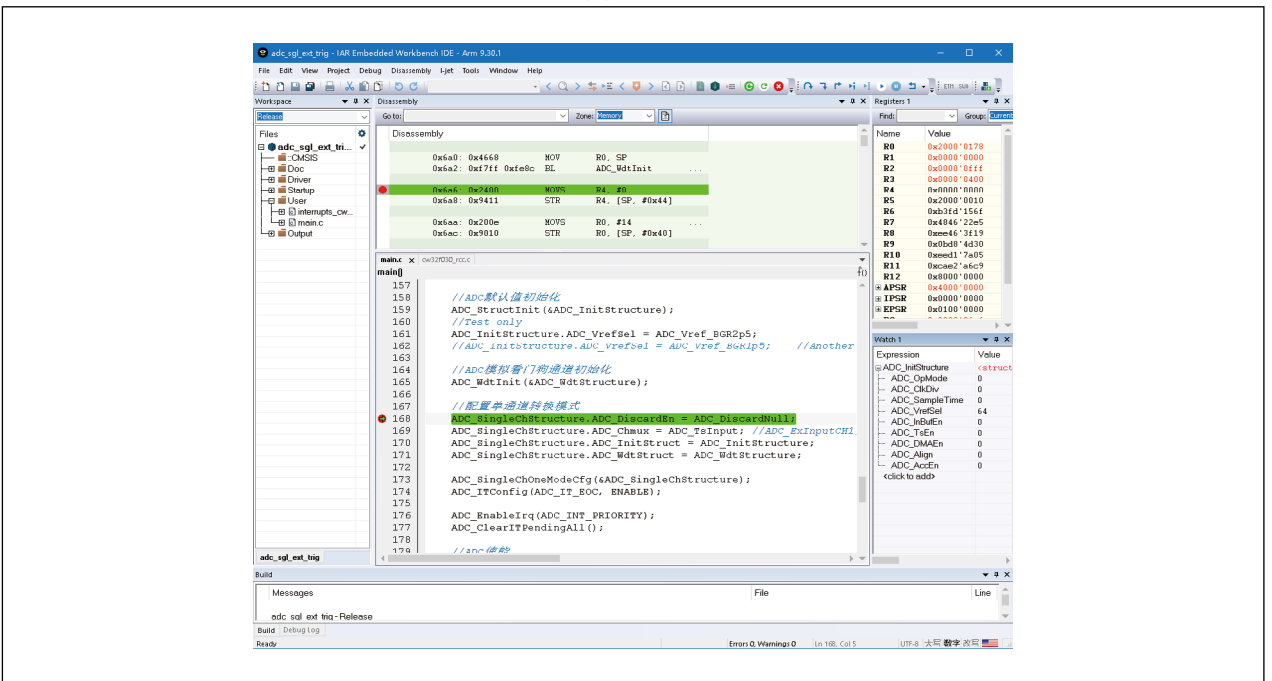 adc_sgl_ext_trig - IAR Embedded Workbench IDE - Arm 9.30.1
File Edit View Project Debug Disassembly I-jet Tools Window Help
Workspace
Release
Files
adc_sgl_ext_tri...
::CMSIS
Doc
Driver
Startup
User
interrupts_cw...
main.c
Output
adc_sgl_ext_trig
Disassembly
Go to: Zone: Memory
Disassembly
0x6a0: 0x4668 MOV R0, SP
0x6a2: 0xf7ff 0xfe8c BL ADC_WdtInit ...
0x6a6: 0x2400 MOVS R4, #0
0x6a8: 0x9411 STR R4, [SP, #0x44]
0x6aa: 0x200e MOVS R0, #14 ...
0x6ac: 0x9010 STR R0, [SP, #0x40]
main.c x cw32f030_rcc.c
main()
157
158 //ADC默认值初始化
159 ADC_StructInit(&ADC_InitStructure);
160 //Test only
161 ADC_InitStructure.ADC_VrefSel = ADC_Vref_BGR2p5;
162 //ADC_InitStructure.ADC_VrefSel = ADC_Vref_BGR1p5; //Another
163
164 //ADC模拟看门狗通道初始化
165 ADC_WdtInit(&ADC_WdtStructure);
166
167 //配置单通道转换模式
168 ADC_SingleChStructure.ADC_DiscardEn = ADC_DiscardNull;
169 ADC_SingleChStructure.ADC_Chmux = ADC_TsInput; //ADC_ExInputCH1
170 ADC_SingleChStructure.ADC_InitStruct = ADC_InitStructure;
171 ADC_SingleChStructure.ADC_WdtStruct = ADC_WdtStructure;
172
173 ADC_SingleChOneModeCfg(&ADC_SingleChStructure);
174 ADC_ITConfig(ADC_IT_EOC, ENABLE);
175
176 ADC_EnableIrq(ADC_INT_PRIORITY);
177 ADC_ClearITPendingAll();
178
179 //ADC使能
Registers 1
Find: Group: Current
Name Value
R0 0x2000'0178
R1 0x0000'0000
R2 0x0000'0fff
R3 0x0000'0400
R4 0x0000'0000
R5 0x2000'0010
R6 0xb3fd'156f
R7 0x4846'22e5
R8 0xee46'3f19
R9 0x0bd8'4d30
R10 0xeed1'7a05
R11 0xcae2'a6c9
R12 0x8000'0000
APSR 0x4000'0000
IPSR 0x0000'0000
EPSR 0x0100'0000
Watch 1
Expression Value
ADC_InitStructure <struct
ADC_OpMode 0
ADC_ClkDiv 0
ADC_SampleTime 0
ADC_VrefSel 64
ADC_InBufEn 0
ADC_TsEn 0
ADC_DMAEn 0
ADC_Align 0
ADC_AccEn 0
<click to add>
Build
Messages File Line
adc_sgl_ext_trig - Release
Build Debug Log
Ready Errors 0, Warnings 0 Ln 168, Col 5 UTF-8 大写 数字 改写